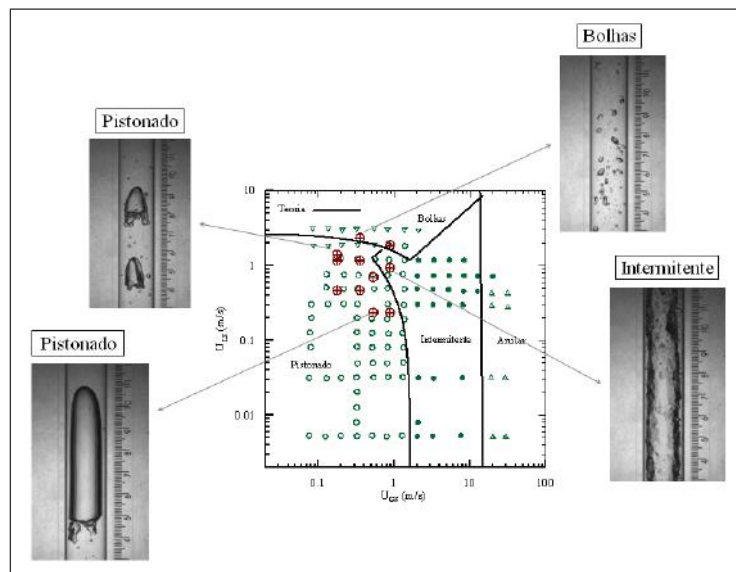 Bolhas
Pistonado
Teoria
Bolhas
10
1
0.1
0.01
U_LS (m/s)
Intermitente
Pistonado
Pistonado
Intermitente
Anular
0.1
1
10
100
U_GS (m/s)